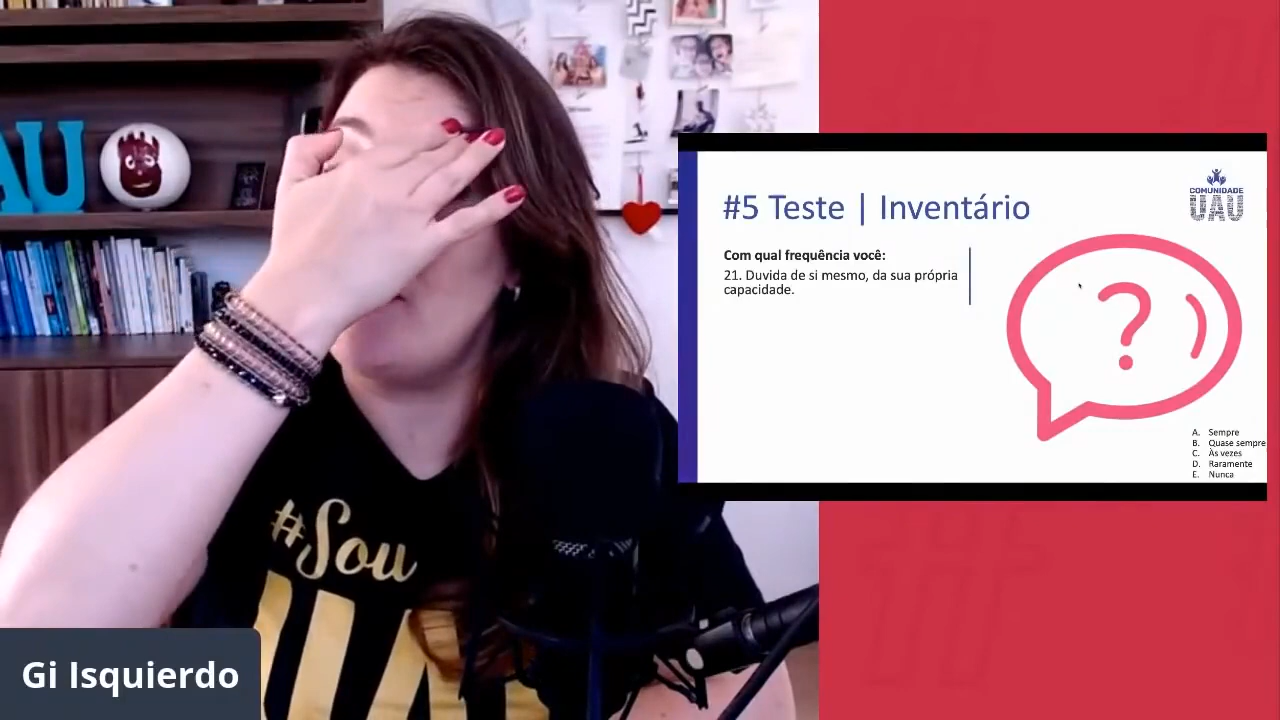 AU
#Sou
UAU
Gi Isquierdo
#5 Teste | Inventário
COMUNIDADE
UAU
Com qual frequência você:
21. Duvida de si mesmo, da sua própria
capacidade.
A. Sempre
B. Quase sempre
C. Às vezes
D. Raramente
E. Nunca